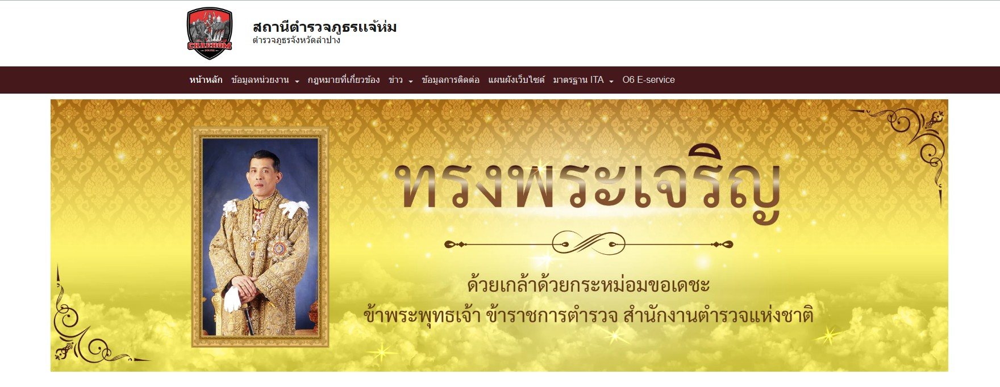 CHAEHOM
POLICE
สถานีตำรวจภูธรแจ้ห่ม
ตำรวจภูธรจังหวัดลำปาง
หน้าหลัก ข้อมูลหน่วยงาน กฎหมายที่เกี่ยวข้อง ข่าว ข้อมูลการติดต่อ แผนผังเว็บไซต์ มาตรฐาน ITA O6 E-service
ทรงพระเจริญ
ด้วยเกล้าด้วยกระหม่อมขอเดชะ
ข้าพระพุทธเจ้า ข้าราชการตำรวจ สำนักงานตำรวจแห่งชาติ